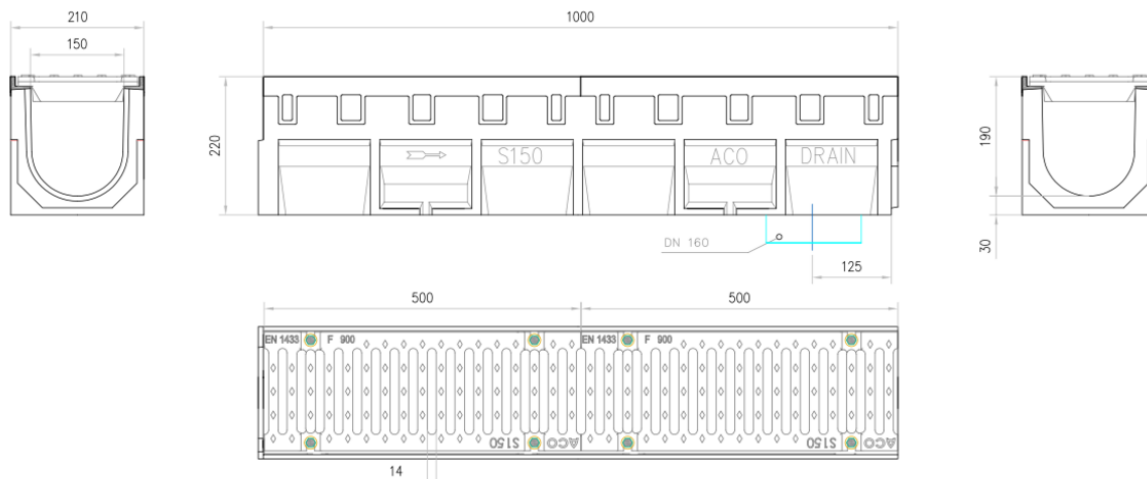 210
150
1000
220
S150
ACO
DRAIN
190
30
DN 160
125
500
500
EN 1433
F 900
EN 1433
F 900
S150
ACO
S150
ACO
14